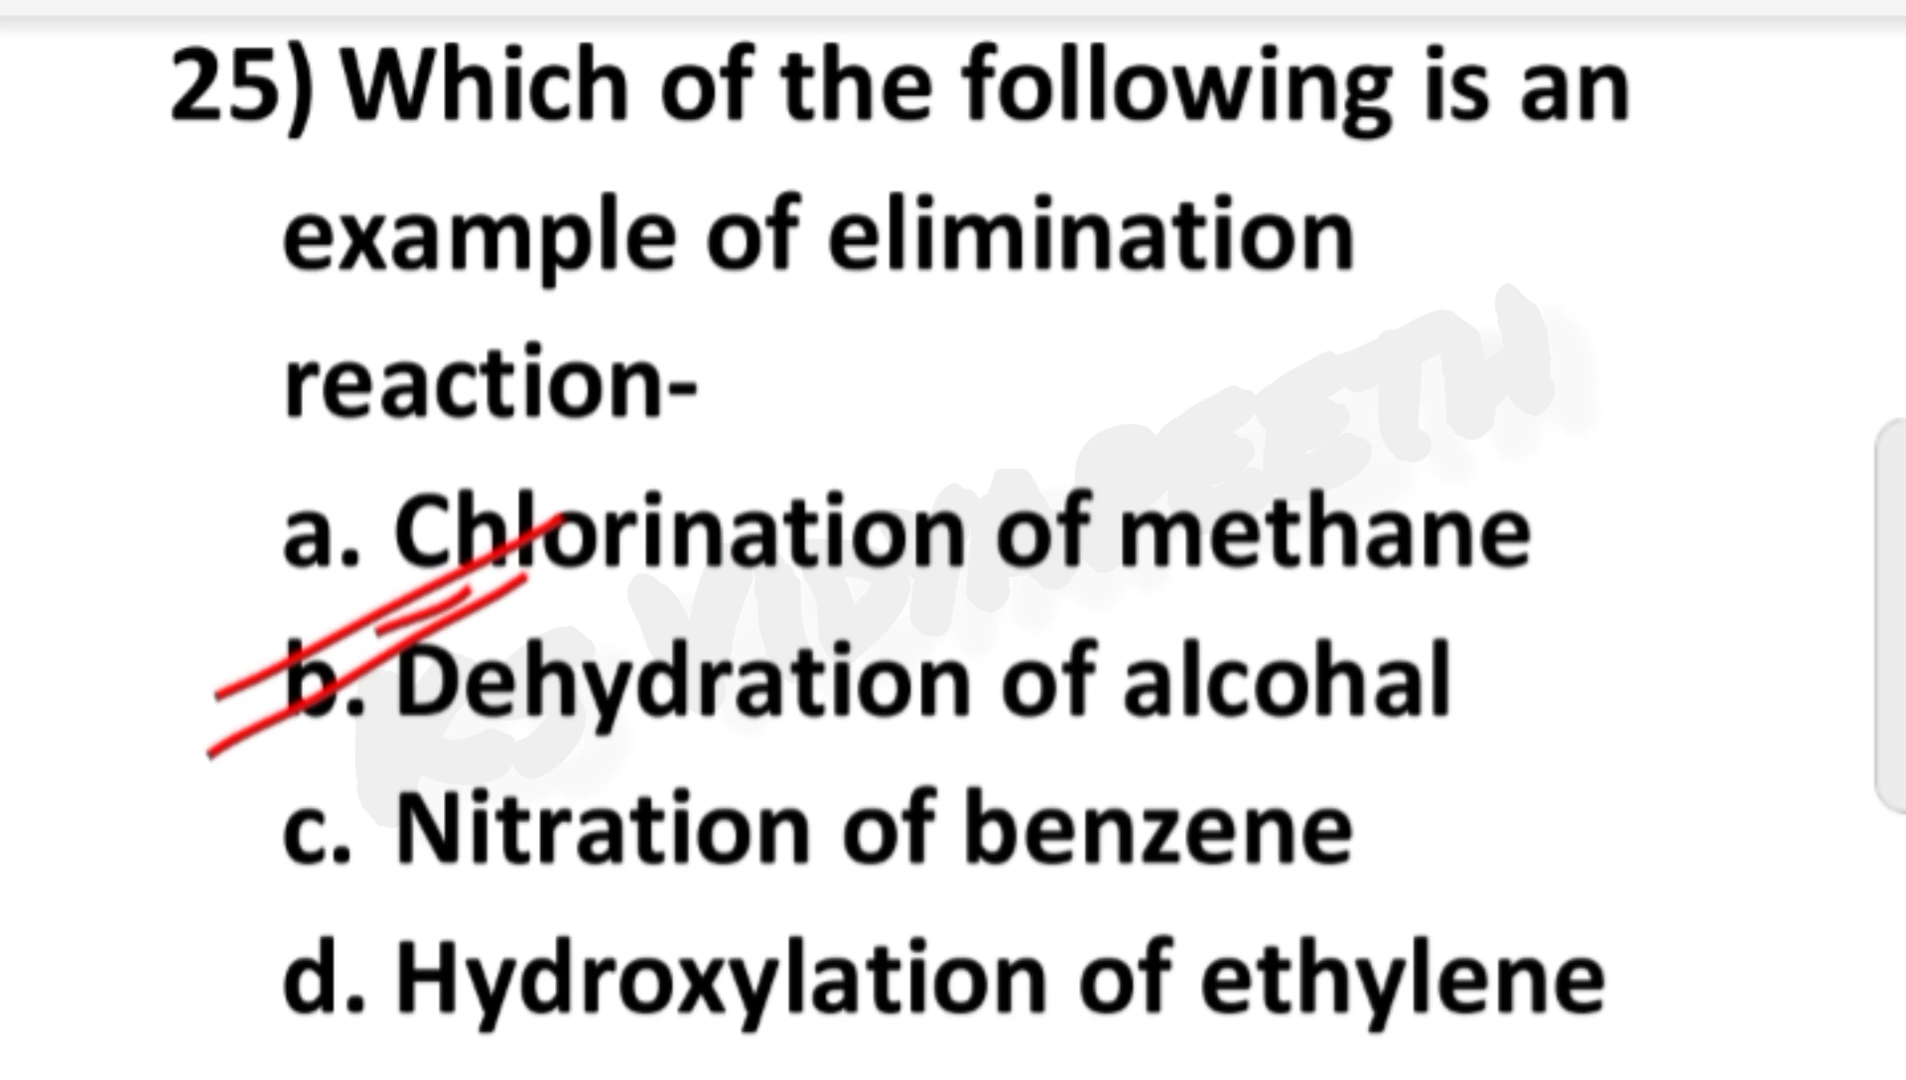 25) Which of the following is an
example of elimination
reaction-
a. Chlorination of methane
b. Dehydration of alcohal
c. Nitration of benzene
d. Hydroxylation of ethylene